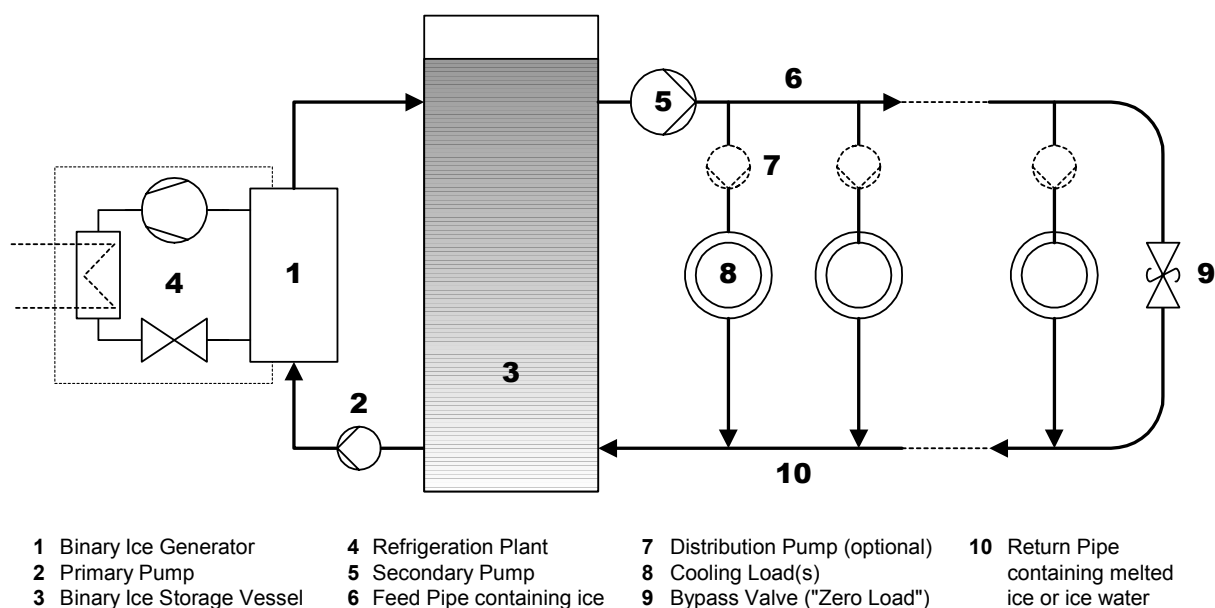 6
5
7
4
1
8
9
3
2
10
1 Binary Ice Generator
2 Primary Pump
3 Binary Ice Storage Vessel
4 Refrigeration Plant
5 Secondary Pump
6 Feed Pipe containing ice
7 Distribution Pump (optional)
8 Cooling Load(s)
9 Bypass Valve ("Zero Load")
10 Return Pipe
containing melted
ice or ice water